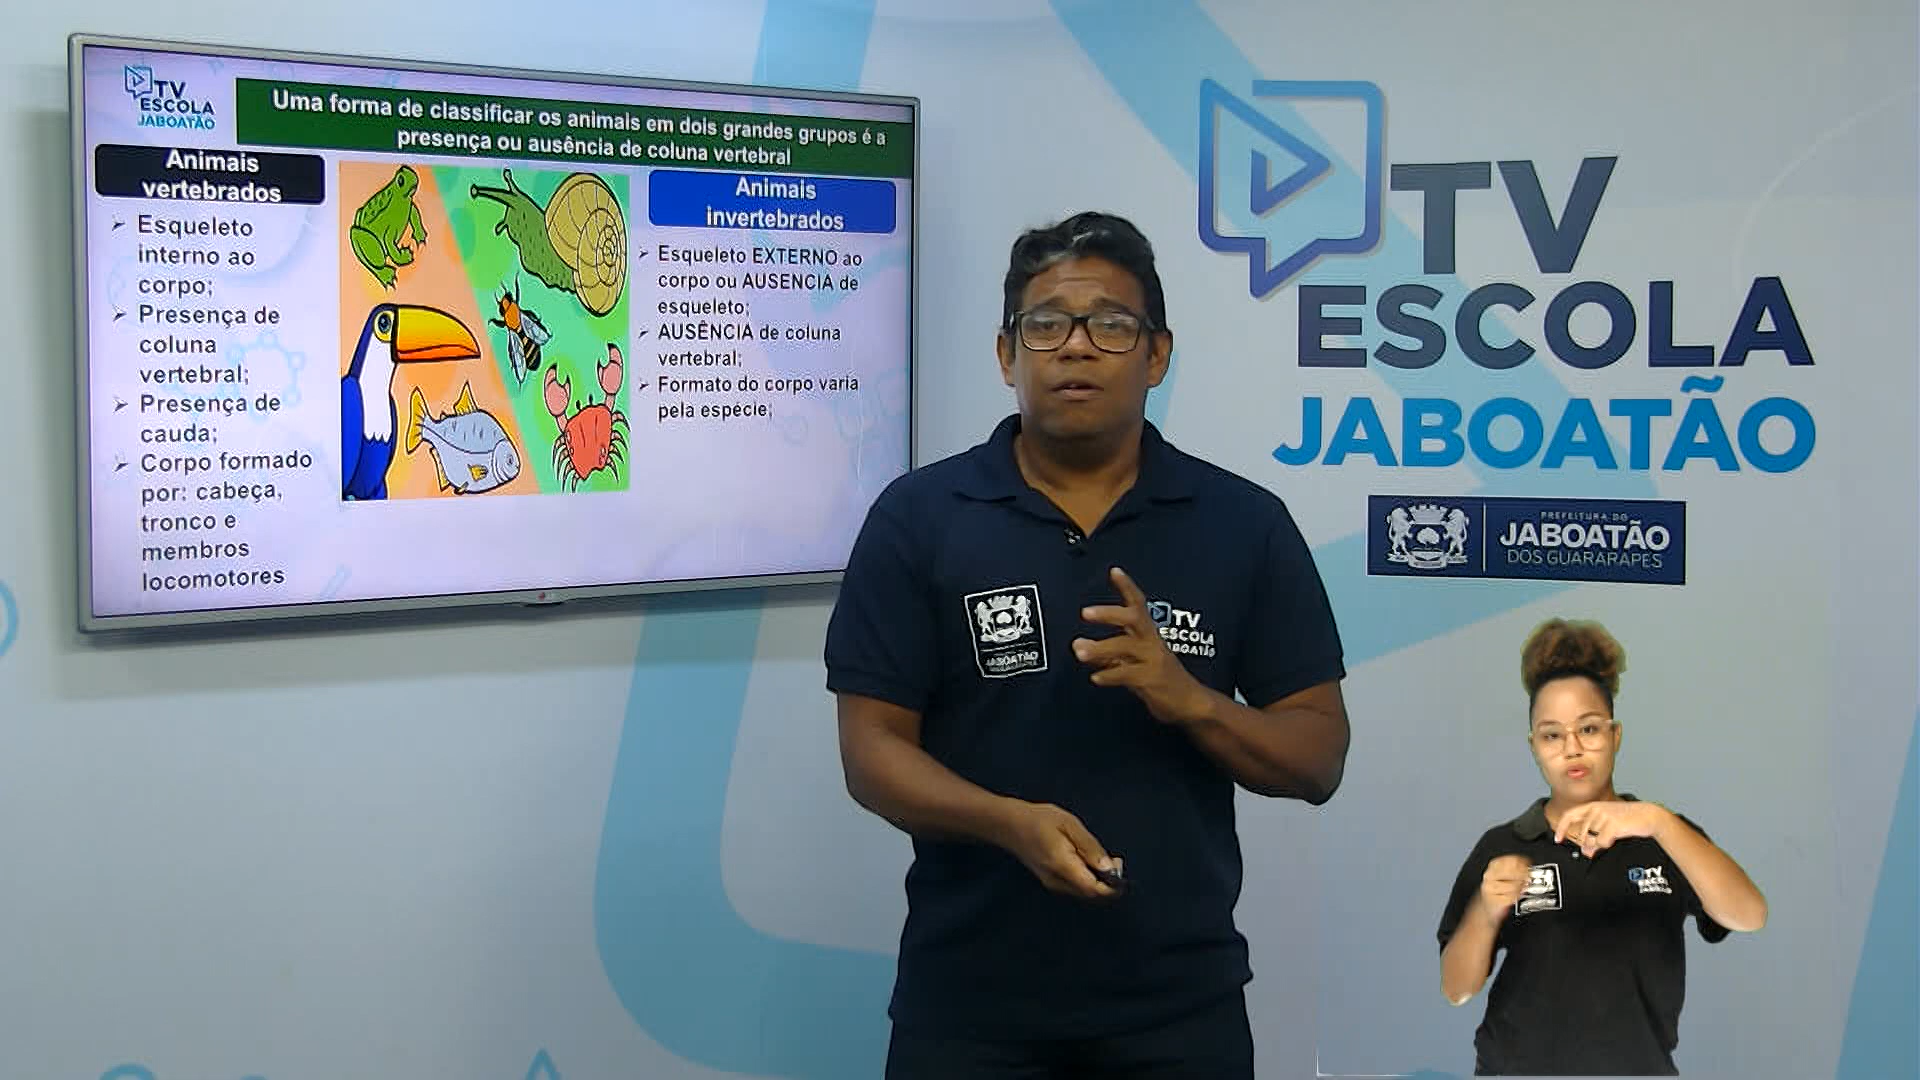 TV
ESCOLA
JABOATÃO
Uma forma de classificar os animais em dois grandes grupos é a
presença ou ausência de coluna vertebral
Animais
vertebrados
Esqueleto
interno ao
corpo;
Presença de
coluna
vertebral;
Presença de
cauda;
Corpo formado
por: cabeça,
tronco e
membros
locomotores
Animais
invertebrados
Esqueleto EXTERNO ao
corpo ou AUSENCIA de
esqueleto;
AUSÊNCIA de coluna
vertebral;
Formato do corpo varia
pela espécie;
LG
TV
ESCOLA
JABOATÃO
PREFEITURA DO
JABOATÃO
DOS GUARARAPES
JABOATÃO
TV
ESCOLA
JABOATÃO
TV